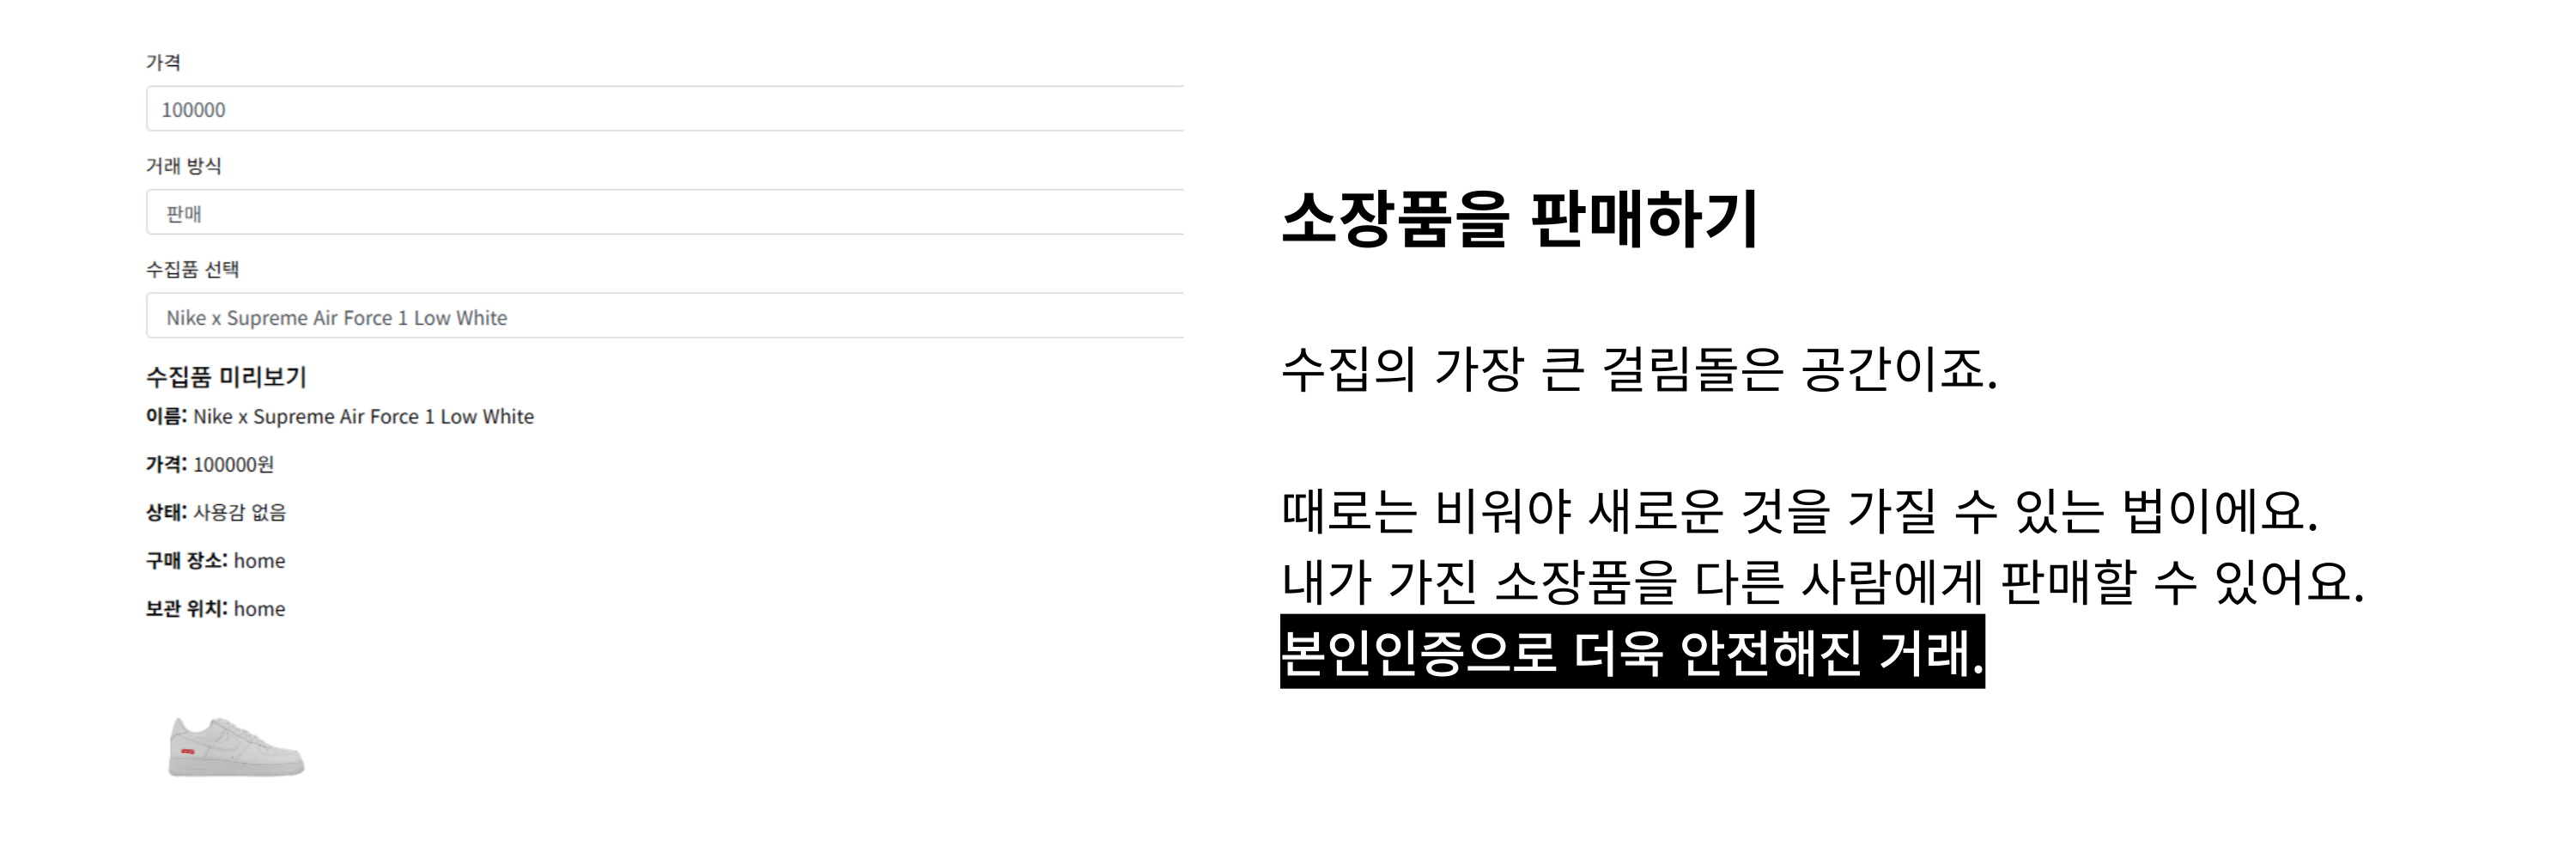 가격
100000
거래 방식
판매
수집품 선택
Nike x Supreme Air Force 1 Low White
수집품 미리보기
이름: Nike x Supreme Air Force 1 Low White
가격: 100000원
상태: 사용감 없음
구매 장소: home
보관 위치: home
소장품을 판매하기
수집의 가장 큰 걸림돌은 공간이죠.
때로는 비워야 새로운 것을 가질 수 있는 법이에요.
내가 가진 소장품을 다른 사람에게 판매할 수 있어요.
본인인증으로 더욱 안전해진 거래.